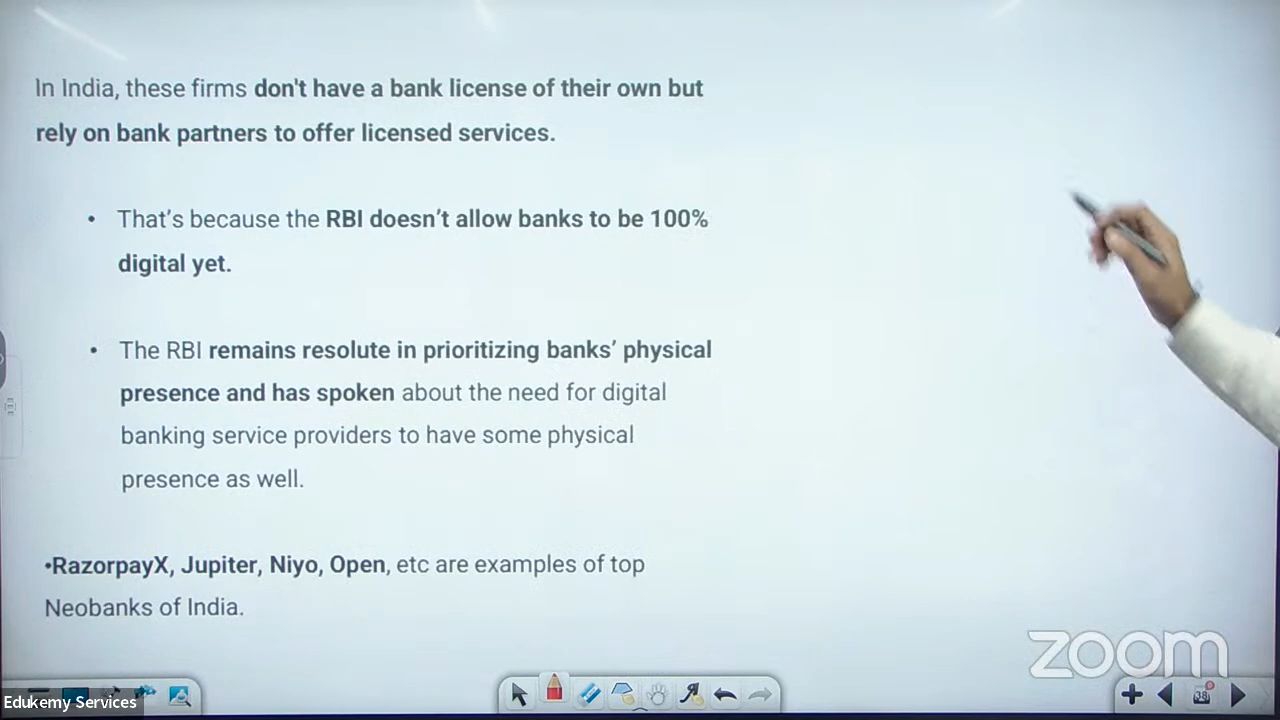 In India, these firms don't have a bank license of their own but
rely on bank partners to offer licensed services.
• That’s because the RBI doesn’t allow banks to be 100%
digital yet.
• The RBI remains resolute in prioritizing banks’ physical
presence and has spoken about the need for digital
banking service providers to have some physical
presence as well.
•RazorpayX, Jupiter, Niyo, Open, etc are examples of top
Neobanks of India.
zoom
Edukemy Services
38